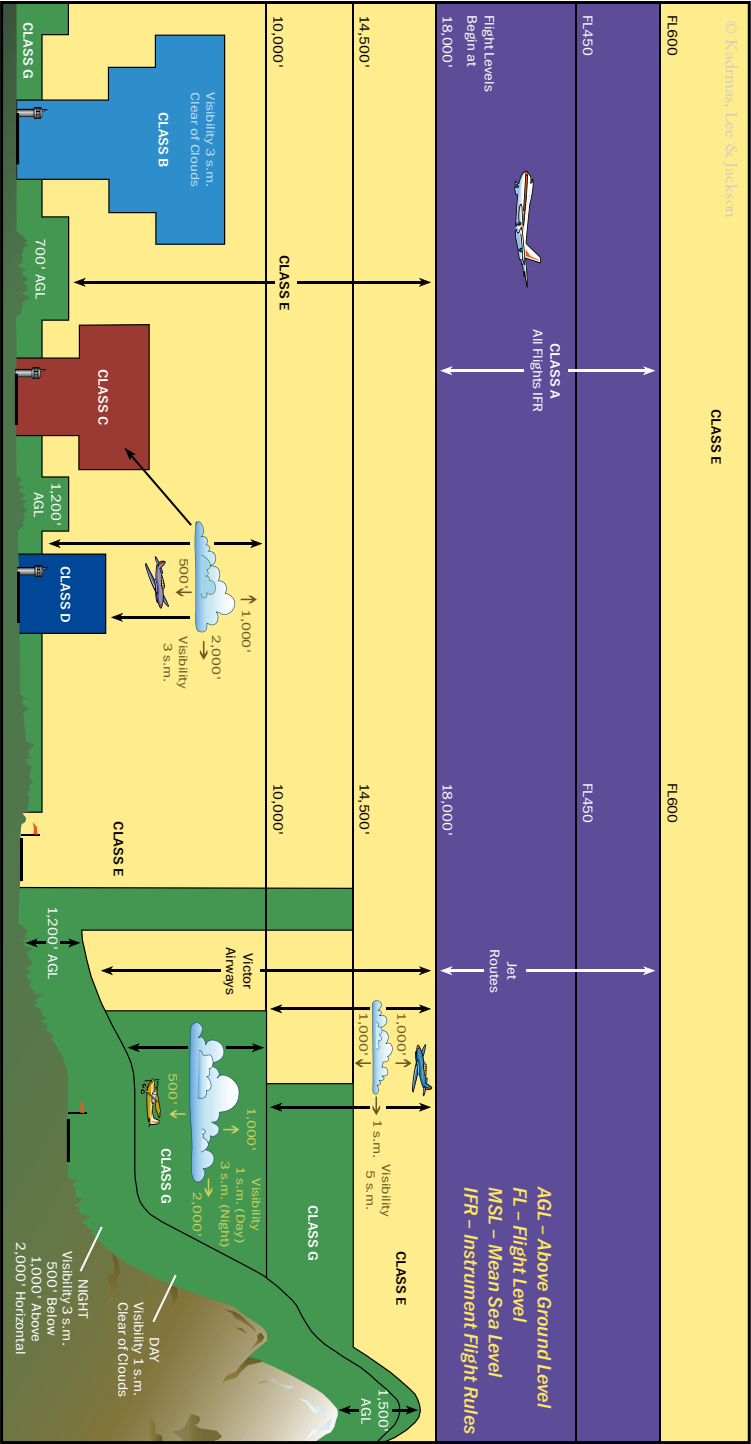 © Kadrmas, Lee & Jackson
CLASS E
FL600
FL600
FL450
FL450
CLASS A
All Flights IFR
Jet
Routes
AGL – Above Ground Level
FL – Flight Level
MSL – Mean Sea Level
IFR – Instrument Flight Rules
Flight Levels
Begin at
18,000'
18,000'
14,500'
14,500'
CLASS E
1,000'
1,000'
1 s.m.
Visibility
5 s.m.
1,500'
AGL
10,000'
10,000'
CLASS E
CLASS G
Victor
Airways
Visibility 3 s.m.
Clear of Clouds
CLASS B
1,000'
2,000'
500'
Visibility
3 s.m.
1,000'
Visibility
1 s.m. (Day)
3 s.m. (Night)
2,000'
500'
CLASS G
CLASS C
CLASS E
CLASS D
CLASS G
700' AGL
1,200'
AGL
1,200' AGL
DAY
Visibility 1 s.m.
Clear of Clouds
NIGHT
Visibility 3 s.m.
500' Below
1,000' Above
2,000' Horizontal